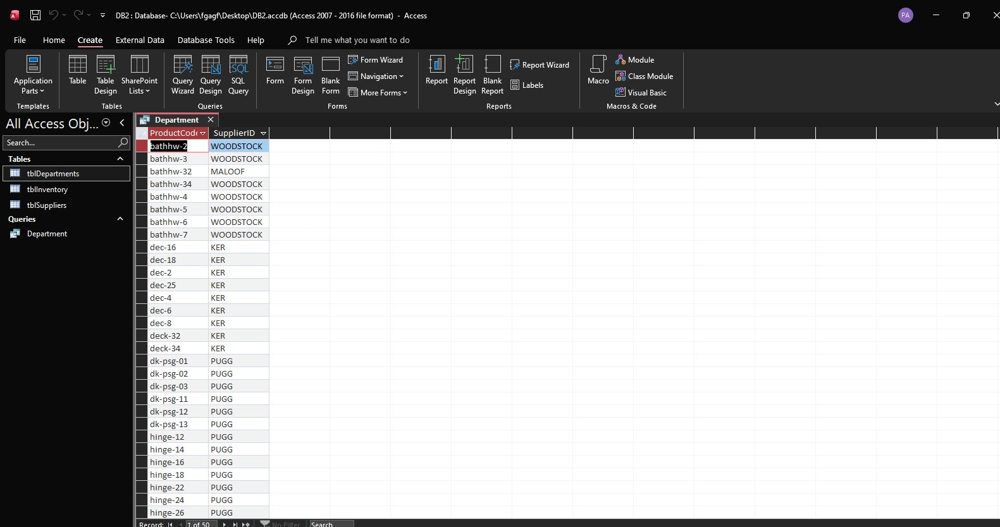 DB2 : Database- C:\Users\fgagf\Desktop\DB2.accdb (Access 2007 - 2016 file format) - Access
PA
File Home Create External Data Database Tools Help Tell me what you want to do
Application Parts
Table
Table Design
SharePoint Lists
Query Wizard
Query Design
SQL Query
Form
Form Design
Blank Form
Form Wizard
Navigation
More Forms
Report
Report Design
Blank Report
Report Wizard
Labels
Macro
Module
Class Module
Visual Basic
Templates Tables Queries Forms Reports Macros & Code
All Access Obj...
Search...
Tables
tblDepartments
tblInventory
tblSuppliers
Queries
Department
Department
ProductCode SupplierID
bathhw-2 WOODSTOCK
bathhw-3 WOODSTOCK
bathhw-32 MALOOF
bathhw-34 WOODSTOCK
bathhw-4 WOODSTOCK
bathhw-5 WOODSTOCK
bathhw-6 WOODSTOCK
bathhw-7 WOODSTOCK
dec-16 KER
dec-18 KER
dec-2 KER
dec-25 KER
dec-4 KER
dec-6 KER
dec-8 KER
deck-32 KER
deck-34 KER
dk-psg-01 PUGG
dk-psg-02 PUGG
dk-psg-03 PUGG
dk-psg-11 PUGG
dk-psg-12 PUGG
dk-psg-13 PUGG
hinge-12 PUGG
hinge-14 PUGG
hinge-16 PUGG
hinge-18 PUGG
hinge-22 PUGG
hinge-24 PUGG
hinge-26 PUGG
Record: 1 of 50 No Filter Search